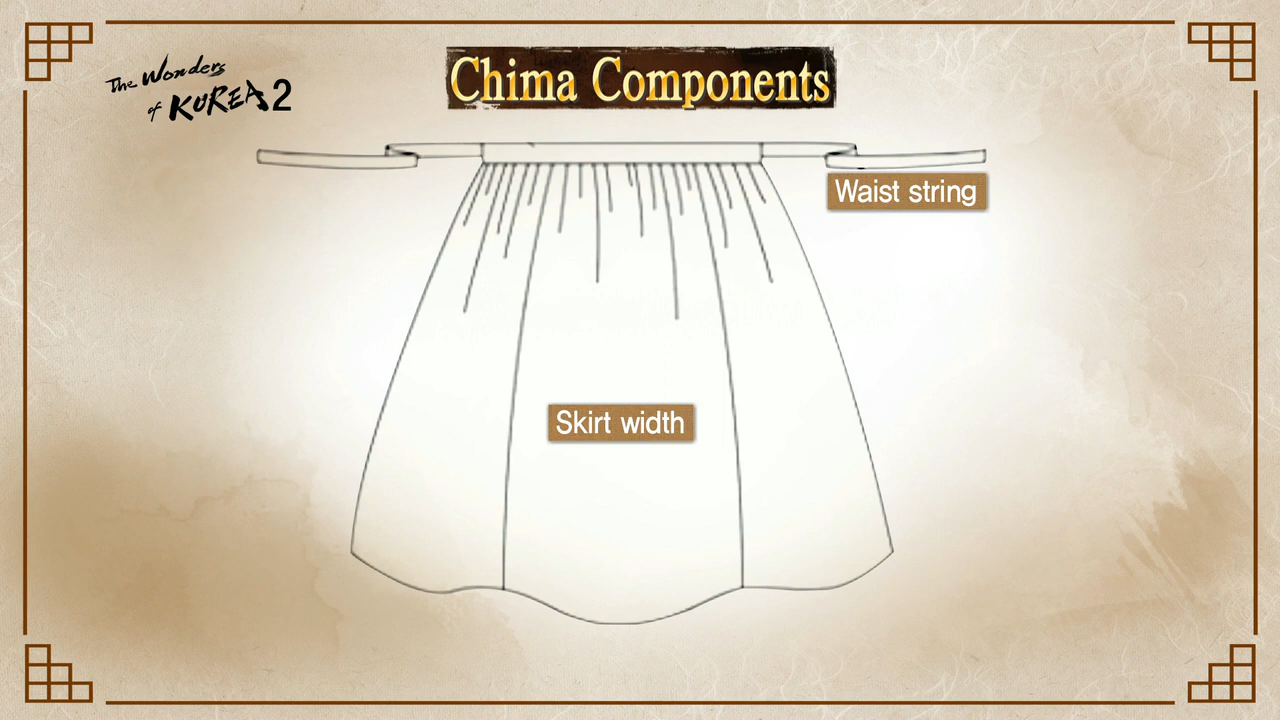 The Wonders
of KOREA 2
Chima Components
Waist string
Skirt width